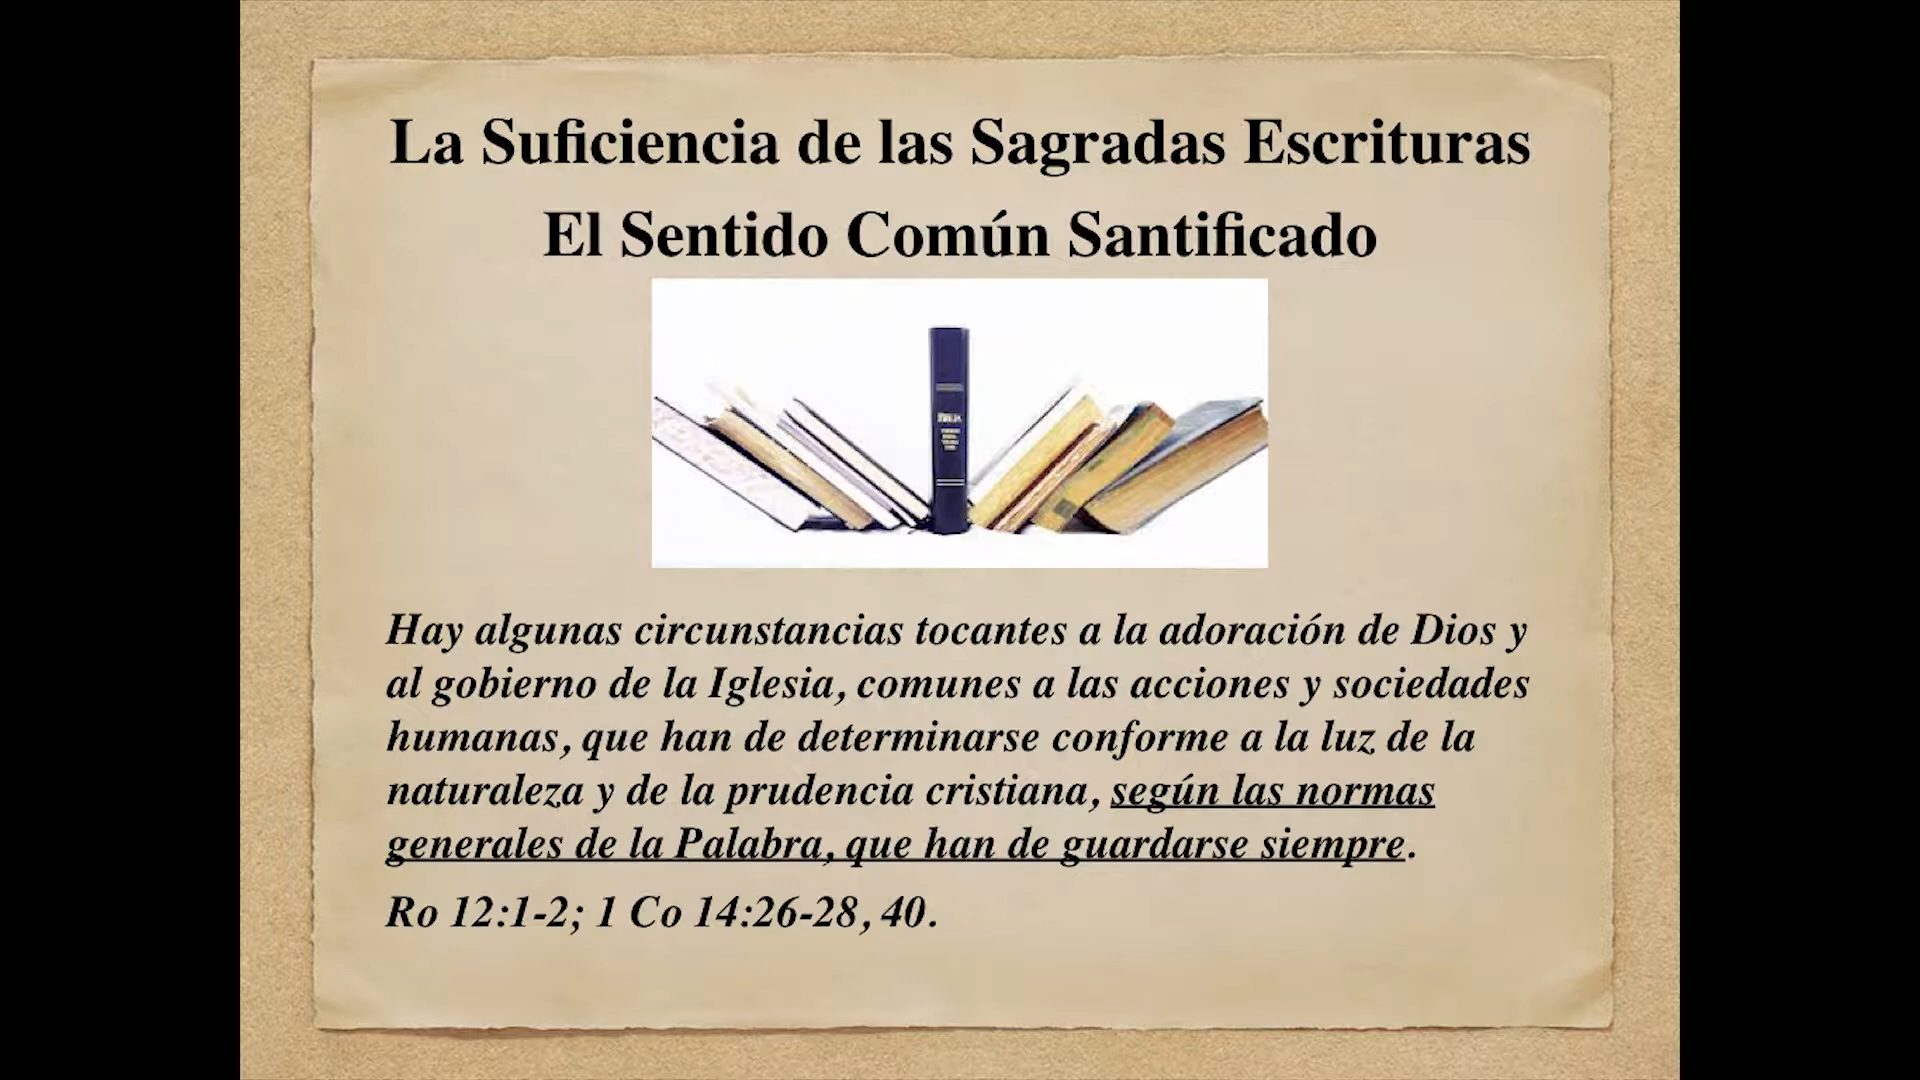 La Suficiencia de las Sagradas Escrituras
El Sentido Común Santificado
Hay algunas circunstancias tocantes a la adoración de Dios y
al gobierno de la Iglesia, comunes a las acciones y sociedades
humanas, que han de determinarse conforme a la luz de la
naturaleza y de la prudencia cristiana, según las normas
generales de la Palabra, que han de guardarse siempre.
Ro 12:1-2; 1 Co 14:26-28, 40.